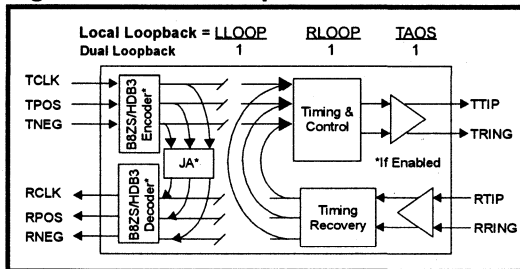 Local Loopback = LLOOP RLOOP TAOS
Dual Loopback 1 1 1
TCLK
TPOS
TNEG
B8ZS/HDB3
Encoder*
JA*
Timing &
Control
TTIP
TRING
*If Enabled
RCLK
RPOS
RNEG
B8ZS/HDB3
Decoder*
Timing
Recovery
RTIP
RRING